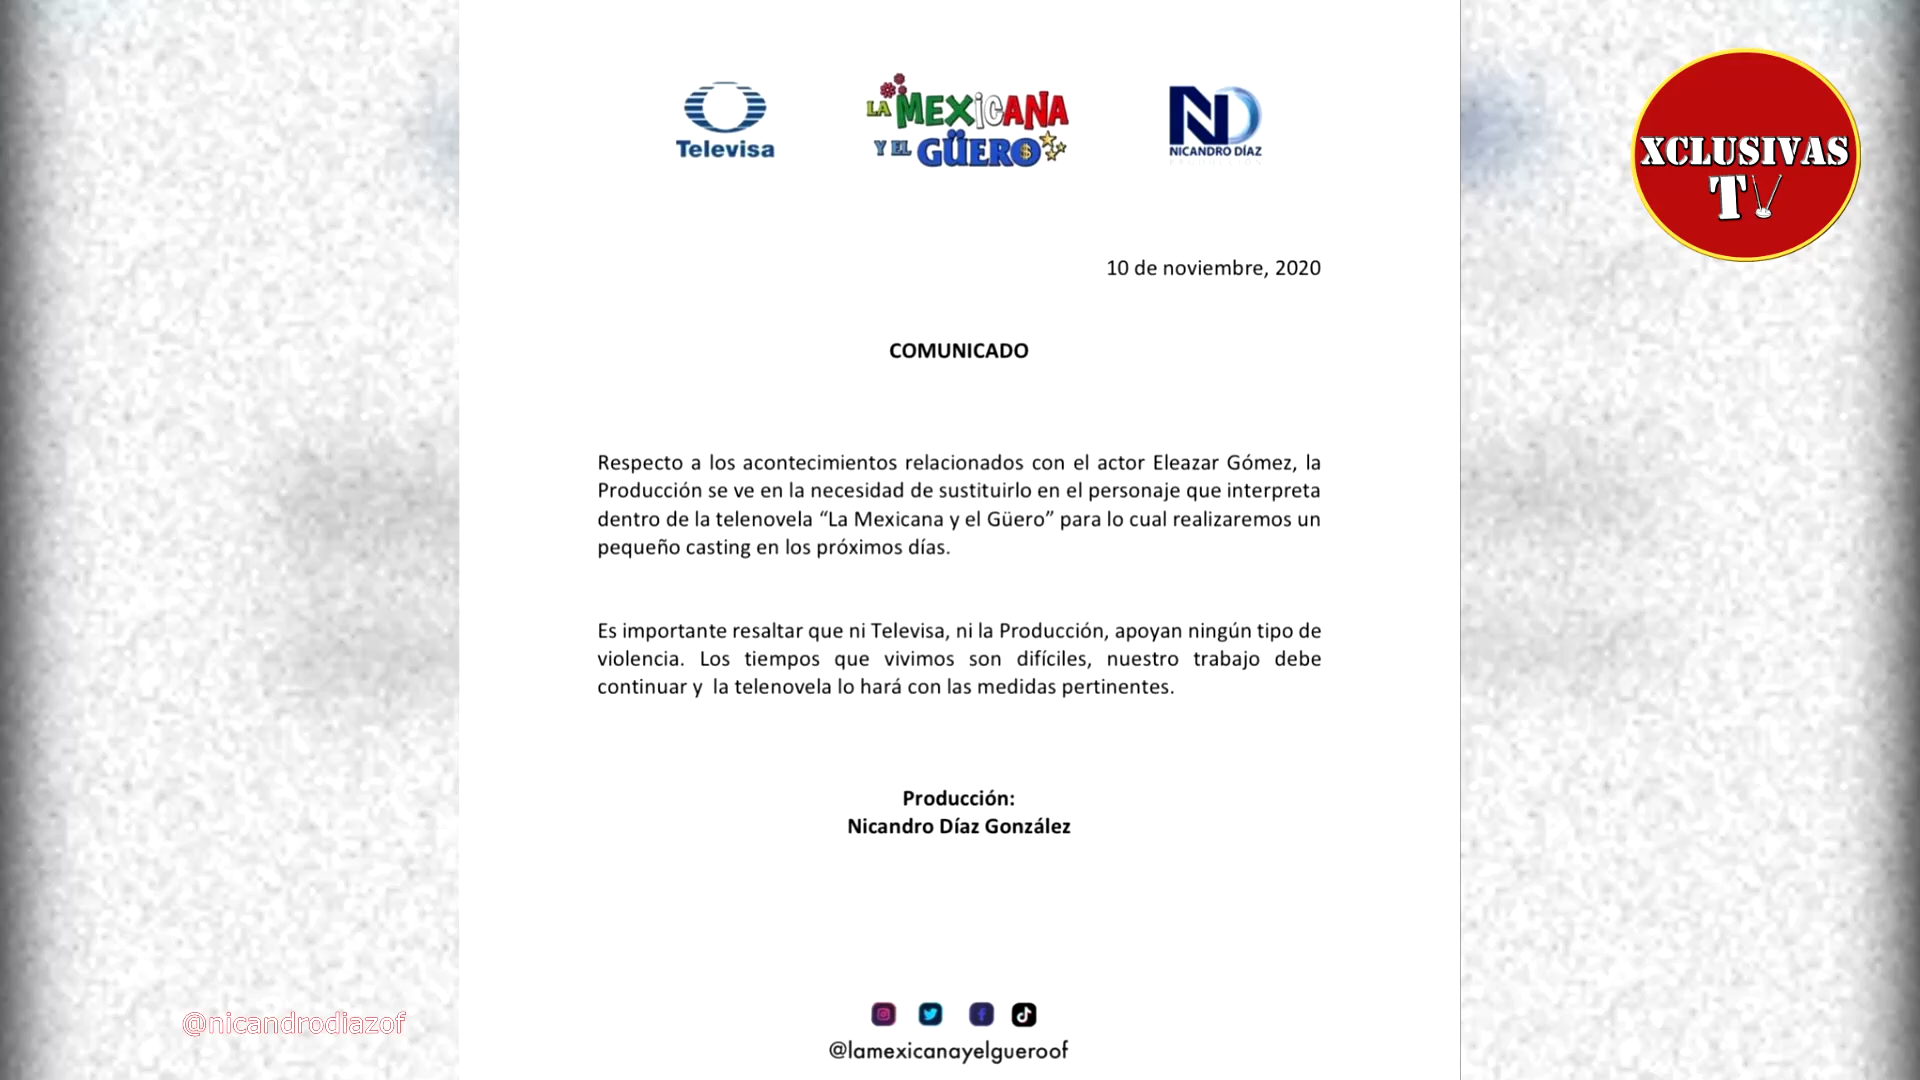 Televisa
LA MEXICANA
Y EL GÜERO
NICANDRO DÍAZ
XCLUSIVAS
TV
10 de noviembre, 2020
COMUNICADO
Respecto a los acontecimientos relacionados con el actor Eleazar Gómez, la
Producción se ve en la necesidad de sustituirlo en el personaje que interpreta
dentro de la telenovela “La Mexicana y el Güero” para lo cual realizaremos un
pequeño casting en los próximos días.
Es importante resaltar que ni Televisa, ni la Producción, apoyan ningún tipo de
violencia. Los tiempos que vivimos son difíciles, nuestro trabajo debe
continuar y la telenovela lo hará con las medidas pertinentes.
Producción:
Nicandro Díaz González
@nicandrodiazof
@lamexicanayelgueroof